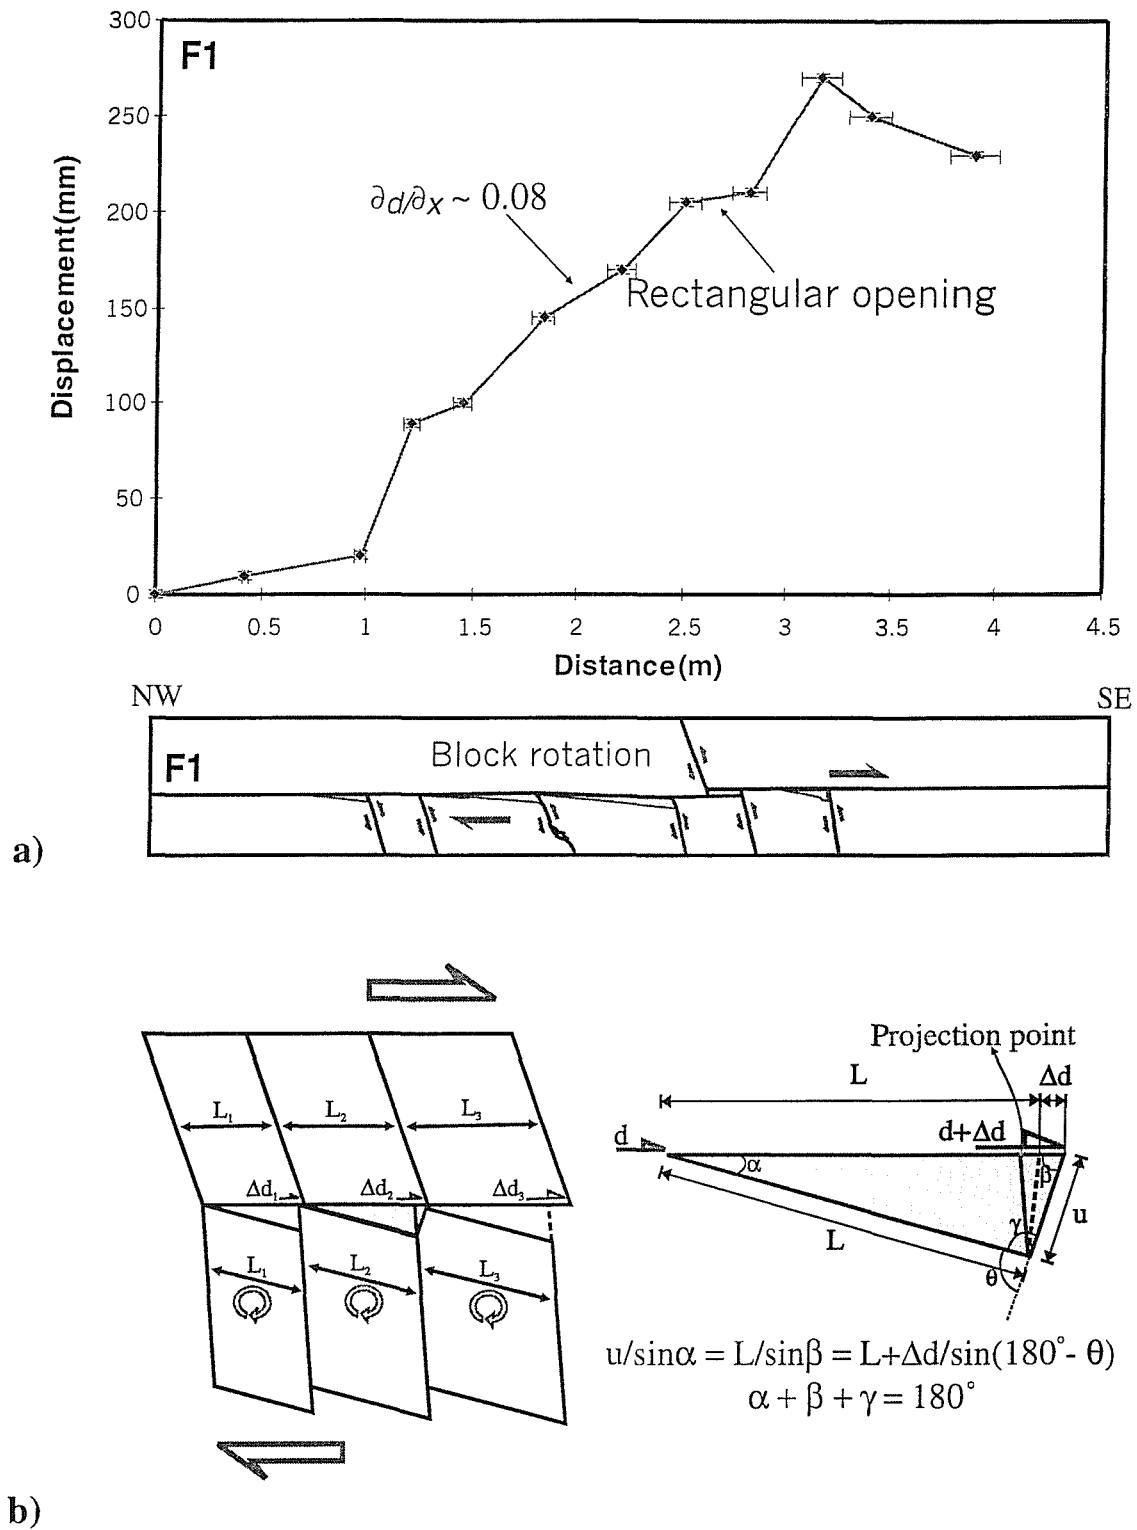 300
F1
250
200
150
100
50
0
Displacement(mm)
∂d/∂x ~ 0.08
Rectangular opening
0 0.5 1 1.5 2 2.5 3 3.5 4 4.5
Distance(m)
NW SE
F1 Block rotation
a)
L₁ L₂ L₃
Δd₁ Δd₂ Δd₃
L₁ L₂ L₃
Projection point
L Δd
d d+Δd
α β
u
L γ
θ
u/sinα = L/sinβ = L+Δd/sin(180°- θ)
α + β + γ = 180°
b)